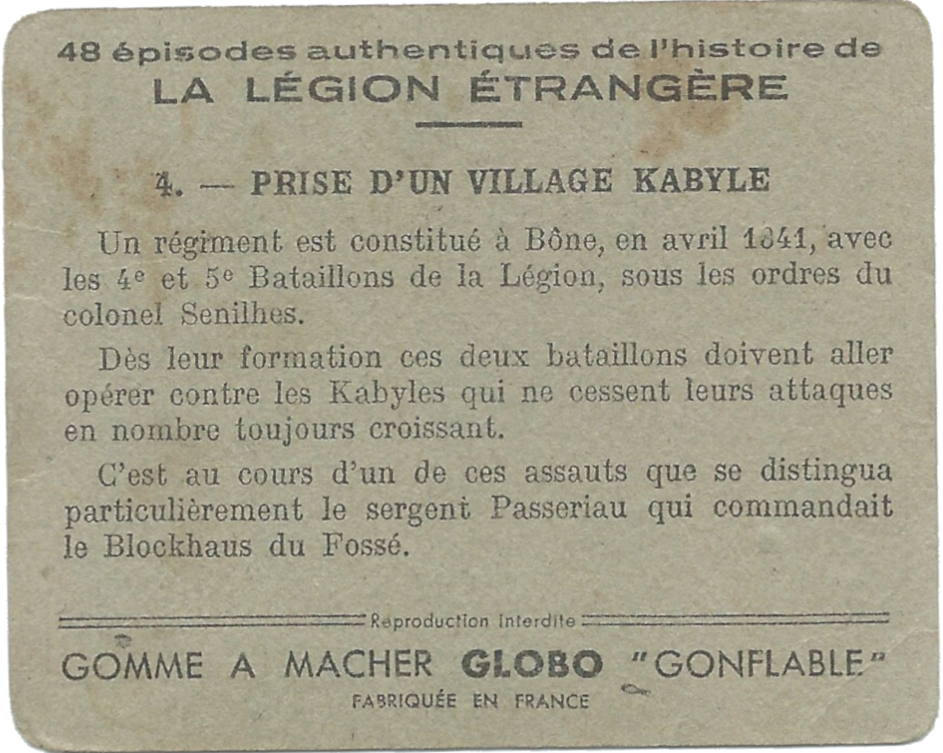 48 épisodes authentiques de l'histoire de
LA LÉGION ÉTRANGÈRE
4. — PRISE D'UN VILLAGE KABYLE
Un régiment est constitué à Bône, en avril 1841, avec
les 4e et 5e Bataillons de la Légion, sous les ordres du
colonel Senilhes.
Dès leur formation ces deux bataillons doivent aller
opérer contre les Kabyles qui ne cessent leurs attaques
en nombre toujours croissant.
C'est au cours d'un de ces assauts que se distingua
particulièrement le sergent Passeriau qui commandait
le Blockhaus du Fossé.
Reproduction interdite
GOMME A MACHER GLOBO "GONFLABLE"
FABRIQUÉE EN FRANCE